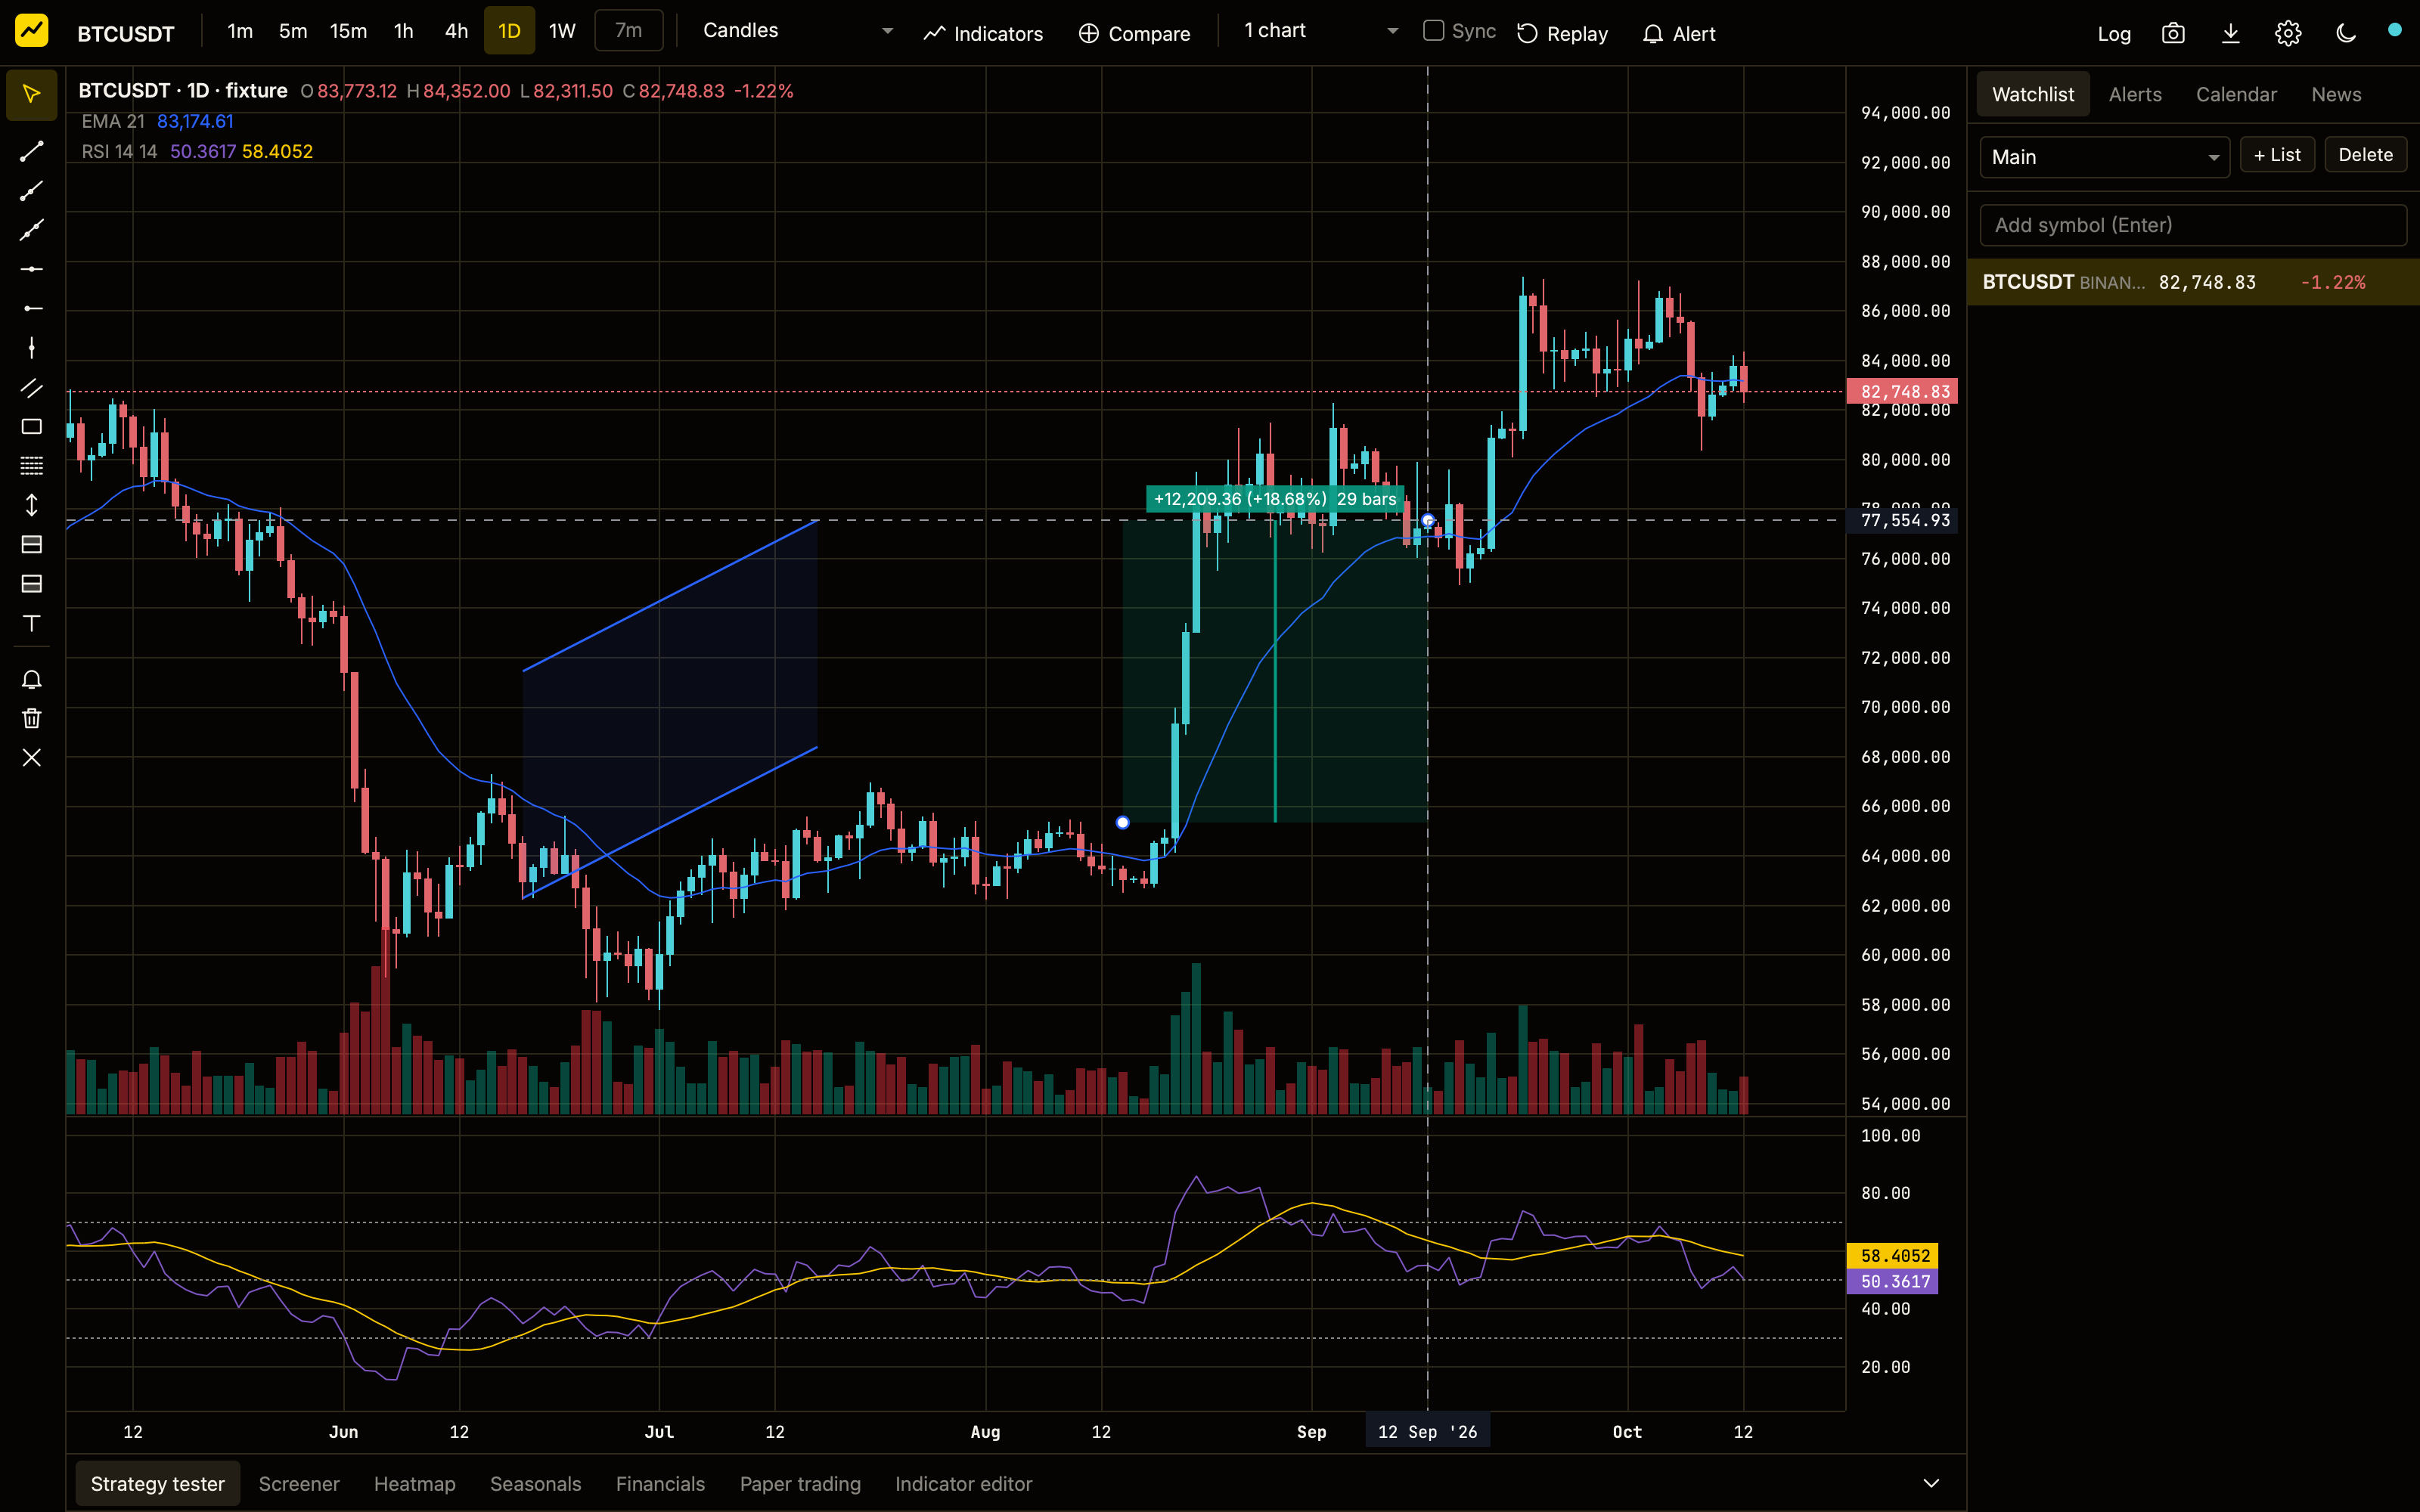 BTCUSDT 1m 5m 15m 1h 4h 1D 1W 7m Candles Indicators Compare 1 chart Sync Replay Alert Log
BTCUSDT · 1D · fixture O 83,773.12 H 84,352.00 L 82,311.50 C 82,748.83 -1.22%
EMA 21 83,174.61
RSI 14 14 50.3617 58.4052
+12,209.36 (+18.68%) 29 bars
94,000.00
92,000.00
90,000.00
88,000.00
86,000.00
84,000.00
82,748.83
82,000.00
80,000.00
78,000.00
77,554.93
76,000.00
74,000.00
72,000.00
70,000.00
68,000.00
66,000.00
64,000.00
62,000.00
60,000.00
58,000.00
56,000.00
54,000.00
100.00
80.00
58.4052
50.3617
40.00
20.00
12 Jun 12 Jul 12 Aug 12 Sep 12 Sep '26 Oct 12
Strategy tester Screener Heatmap Seasonals Financials Paper trading Indicator editor
Watchlist Alerts Calendar News
Main + List Delete
Add symbol (Enter)
BTCUSDT BINAN... 82,748.83 -1.22%